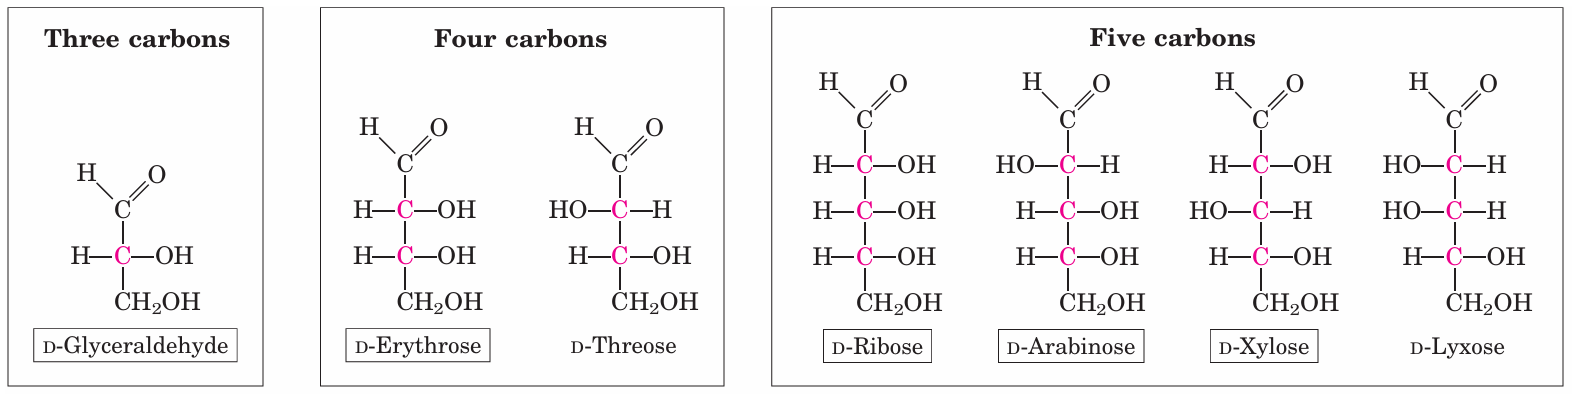 Three carbons
H O
C
H—C—OH
CH₂OH
D-Glyceraldehyde
Four carbons
H O
C
H—C—OH
H—C—OH
CH₂OH
D-Erythrose
H O
C
HO—C—H
H—C—OH
CH₂OH
D-Threose
Five carbons
H O
C
H—C—OH
H—C—OH
H—C—OH
CH₂OH
D-Ribose
H O
C
HO—C—H
H—C—OH
H—C—OH
CH₂OH
D-Arabinose
H O
C
H—C—OH
HO—C—H
H—C—OH
CH₂OH
D-Xylose
H O
C
HO—C—H
HO—C—H
H—C—OH
CH₂OH
D-Lyxose